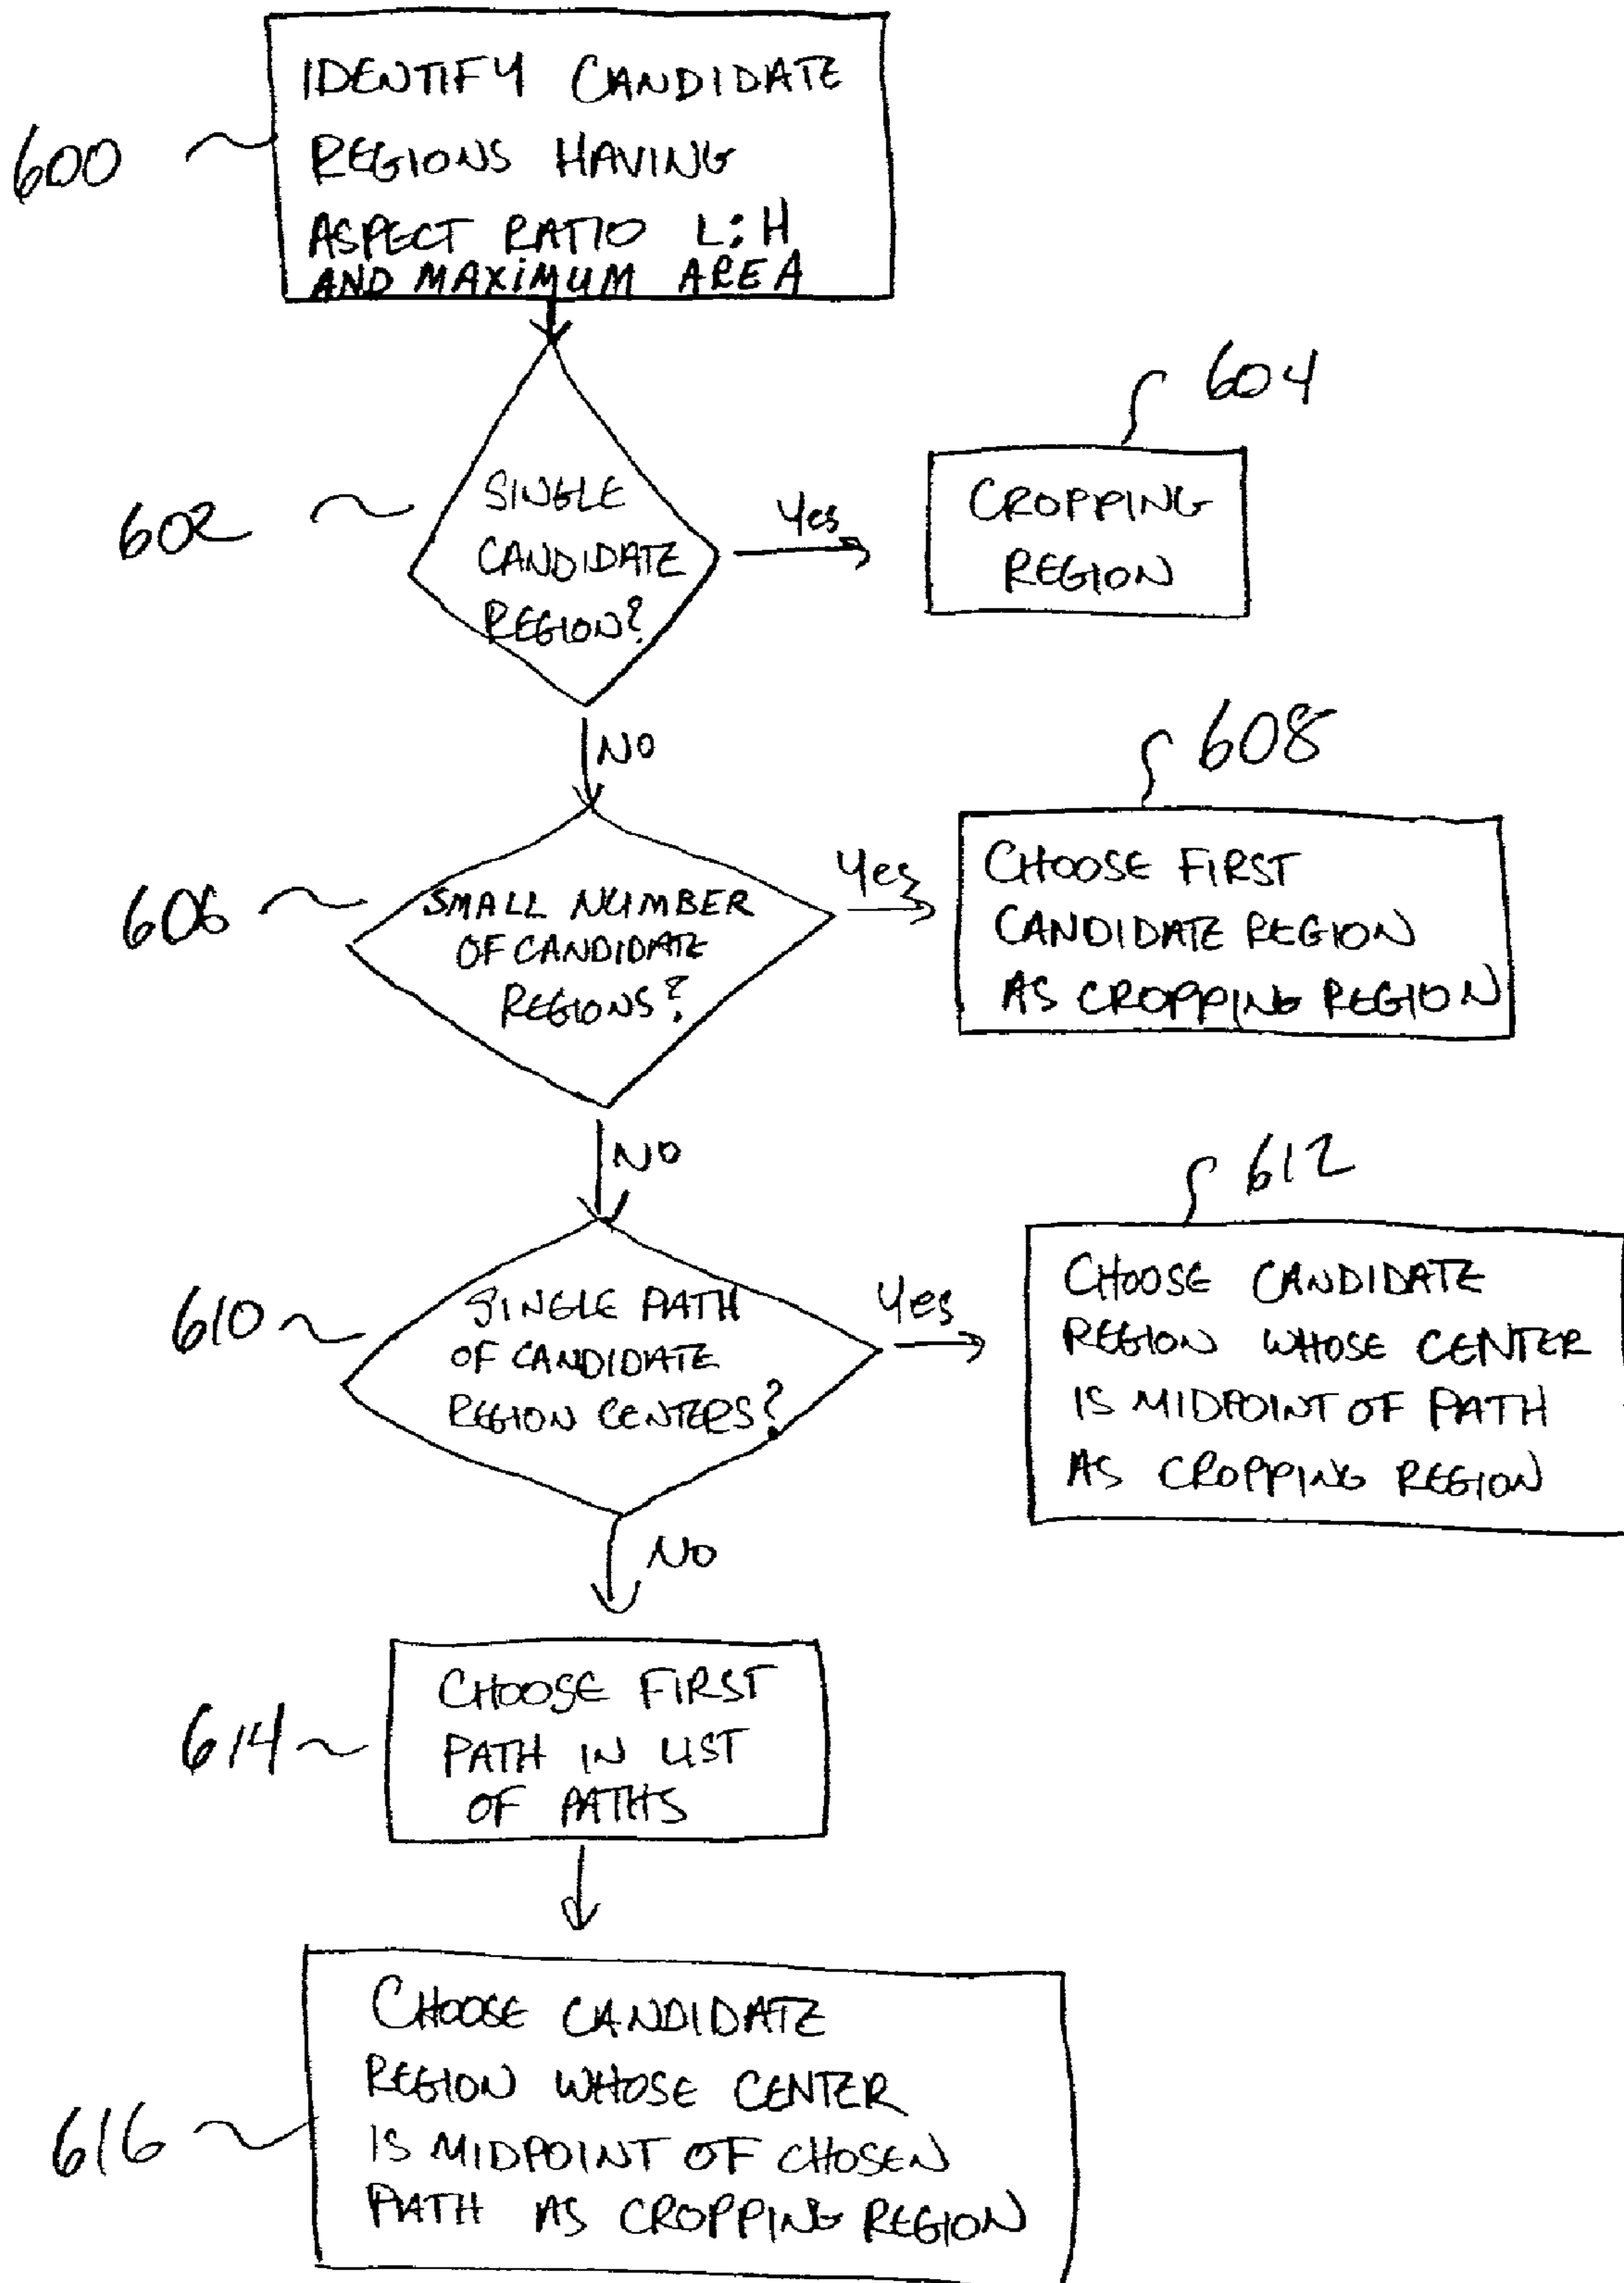 IDENTIFY CANDIDATE
600
REGIONS HAVING
ASPECT RATIO L:H
AND MAXIMUM AREA
604
SINGLE
CANDIDATE
REGION?
602
Yes
CROPPING
REGION
NO
608
SMALL NUMBER
OF CANDIDATE
REGIONS?
606
Yes
CHOOSE FIRST
CANDIDATE REGION
AS CROPPING REGION
NO
612
SINGLE PATH
OF CANDIDATE
REGION CENTERS?
610
Yes
CHOOSE CANDIDATE
REGION WHOSE CENTER
IS MIDPOINT OF PATH
AS CROPPING REGION
NO
CHOOSE FIRST
PATH IN LIST
OF PATHS
614
CHOOSE CANDIDATE
REGION WHOSE CENTER
IS MIDPOINT OF CHOSEN
PATH AS CROPPING REGION
616